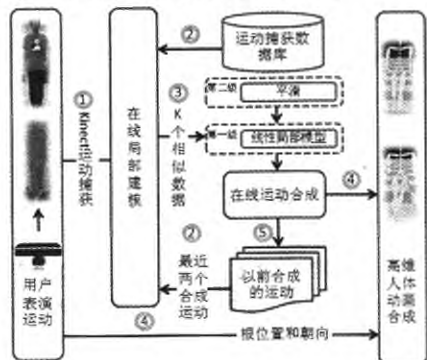 ②
运动捕获数
据库
①
Kinect运动捕获
在线局部建模
③
K个相似数据
第二级
平滑
第一级
线性局部模型
在线运动合成
④
⑤
②
最近
两个
合成
运动
以前合成
的运动
用户
表演
运动
④
根位置和朝向
高维
人体
动画
合成